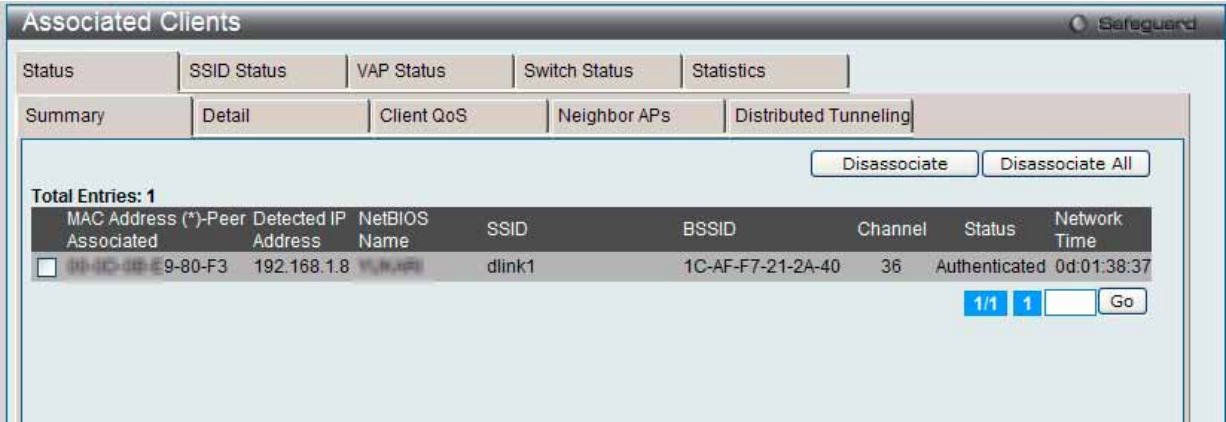 Associated Clients
Safeguard
Status SSID Status VAP Status Switch Status Statistics
Summary Detail Client QoS Neighbor APs Distributed Tunneling
Disassociate Disassociate All
Total Entries: 1
MAC Address (*)-Peer Associated Detected IP Address NetBIOS Name SSID BSSID Channel Status Network Time
9-80-F3 192.168.1.8 dlink1 1C-AF-F7-21-2A-40 36 Authenticated 0d:01:38:37
1/1 1 Go